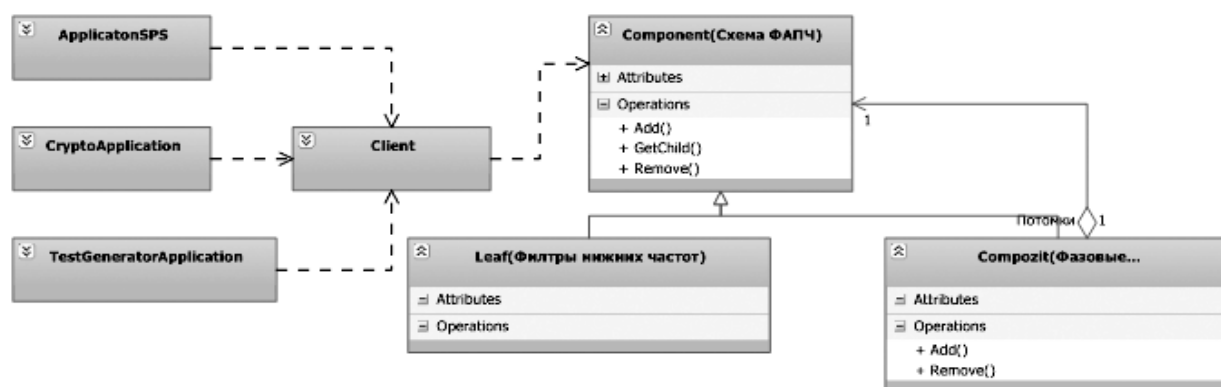 ApplicatonSPS
Component(Схема ФАПЧ)
Attributes
Operations
+ Add()
+ GetChild()
+ Remove()
1
CryptoApplication
Client
TestGeneratorApplication
Потомки
1
Leaf(Филтры нижних частот)
Attributes
Operations
Compozit(Фазовые...
Attributes
Operations
+ Add()
+ Remove()